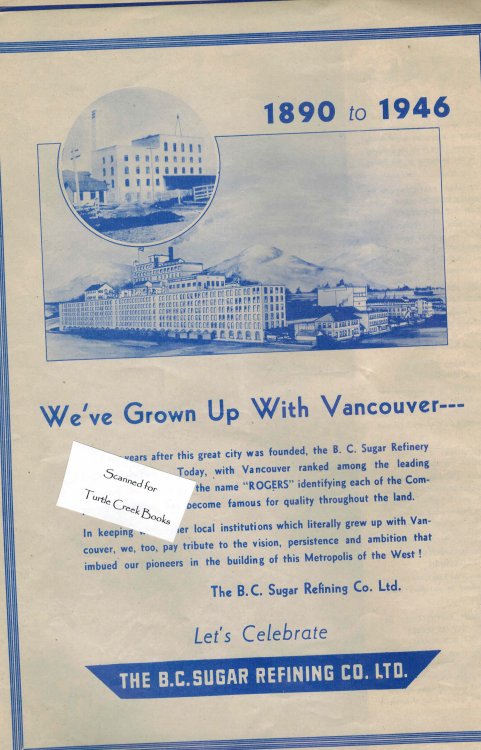 1890 to 1946
We've Grown Up With Vancouver---
years after this great city was founded, the B. C. Sugar Refinery
Today, with Vancouver ranked among the leading
the name "ROGERS" identifying each of the Com-
become famous for quality throughout the land.
Scanned for
Turtle Creek Books
In keeping er local institutions which literally grew up with Van-
couver, we, too, pay tribute to the vision, persistence and ambition that
imbued our pioneers in the building of this Metropolis of the West !
The B.C. Sugar Refining Co. Ltd.
Let's Celebrate
THE B.C. SUGAR REFINING CO. LTD.